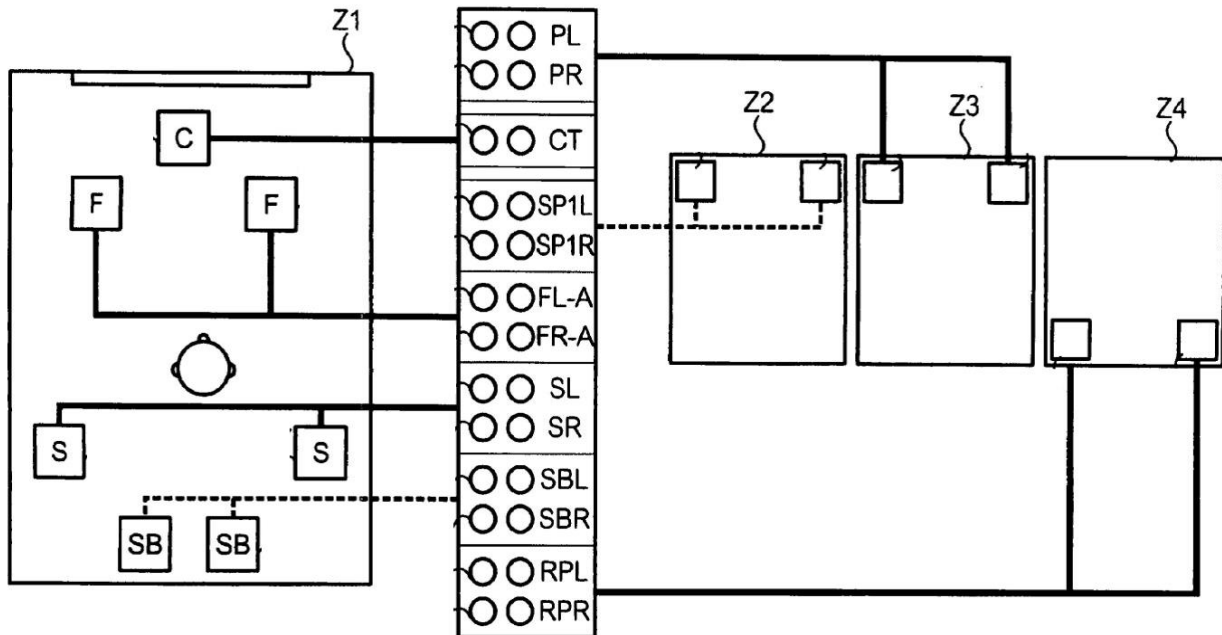 Z1
C
F F
S S
SB SB
PL
PR
CT
SP1L
SP1R
FL-A
FR-A
SL
SR
SBL
SBR
RPL
RPR
Z2
Z3
Z4